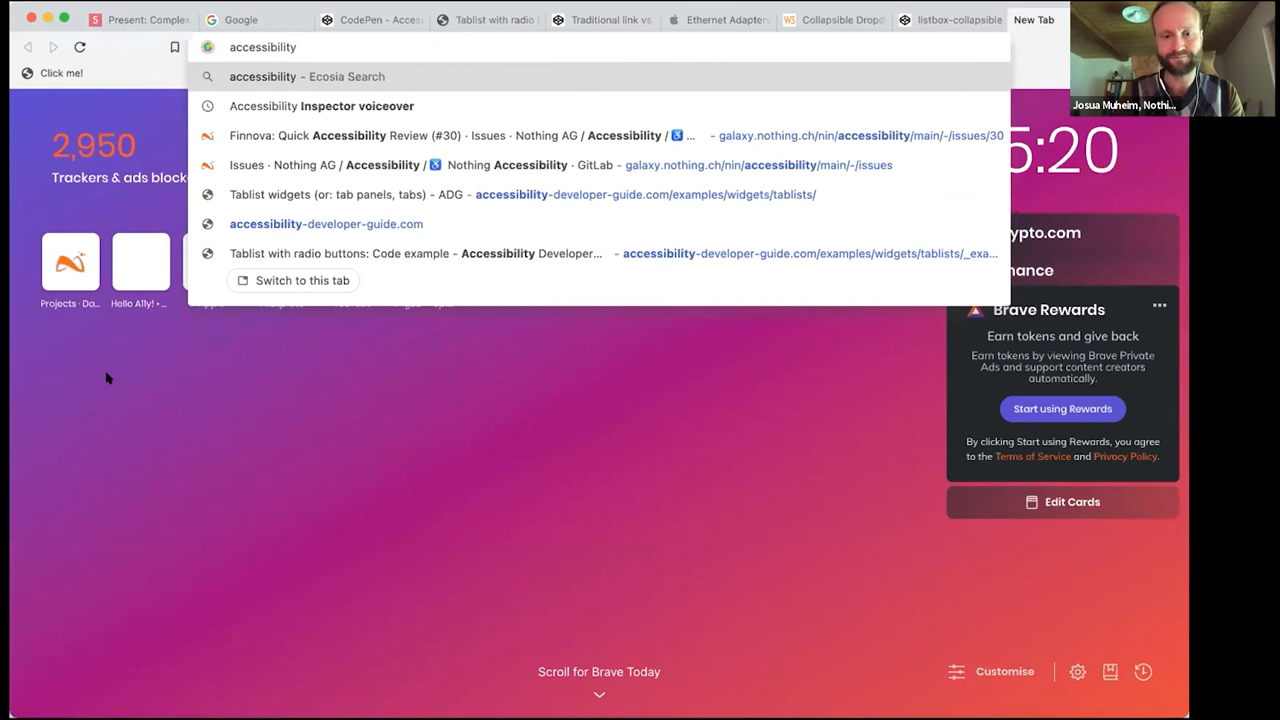 Present: Complex
Google
CodePen - Acces
Tablist with radio
Traditional link vs
Ethernet Adapter
Collapsible Dropd
listbox-collapsible
New Tab
accessibility
Click me!
accessibility - Ecosia Search
Accessibility Inspector voiceover
Finnova: Quick Accessibility Review (#30) · Issues · Nothing AG / Accessibility / ♿ ... - galaxy.nothing.ch/nin/accessibility/main/-/issues/30
Issues · Nothing AG / Accessibility / ♿ Nothing Accessibility · GitLab - galaxy.nothing.ch/nin/accessibility/main/-/issues
Tablist widgets (or: tab panels, tabs) - ADG - accessibility-developer-guide.com/examples/widgets/tablists/
accessibility-developer-guide.com
Tablist with radio buttons: Code example - Accessibility Developer... - accessibility-developer-guide.com/examples/widgets/tablists/_exa...
Switch to this tab
Josua Muheim, Nothi...
2,950
Trackers & ads blocke
5:20
Projects · Da...
Hello A11y! • ...
ypto.com
nance
Brave Rewards
Earn tokens and give back
Earn tokens by viewing Brave Private
Ads and support content creators
automatically.
Start using Rewards
By clicking Start using Rewards, you agree
to the Terms of Service and Privacy Policy.
Edit Cards
Scroll for Brave Today
Customise